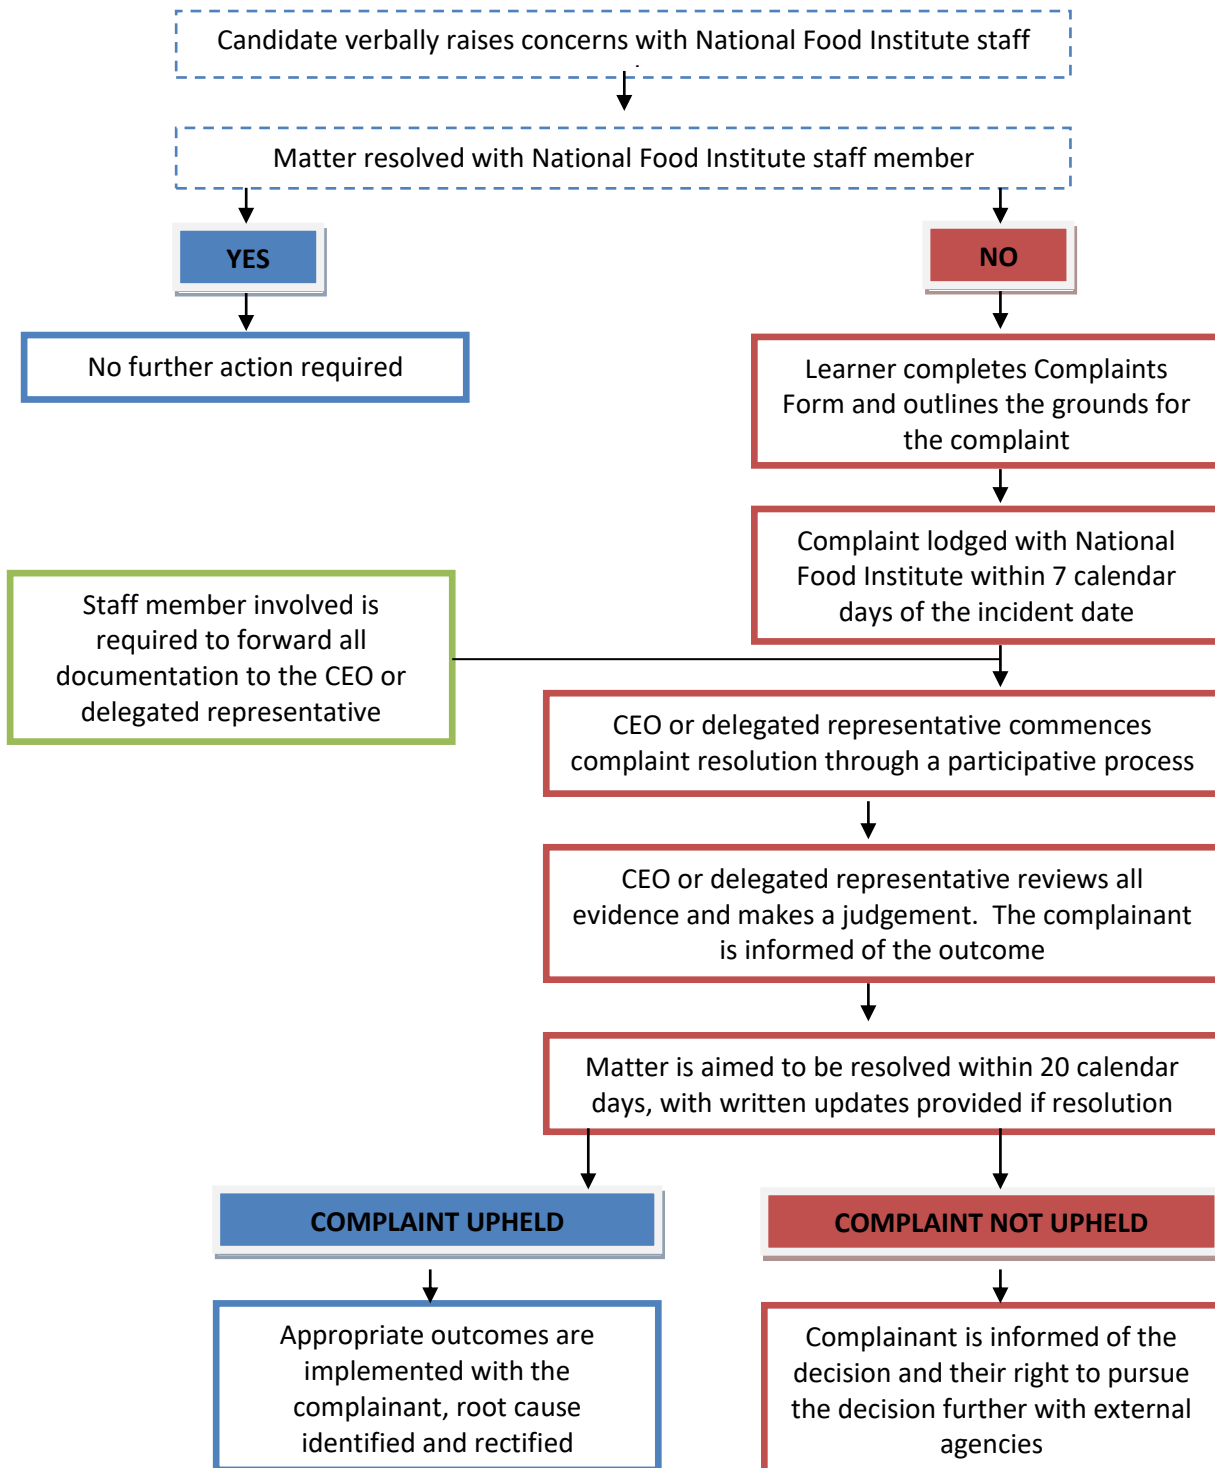 Candidate verbally raises concerns with National Food Institute staff
Matter resolved with National Food Institute staff member
YES
NO
No further action required
Learner completes Complaints
Form and outlines the grounds for
the complaint
Complaint lodged with National
Food Institute within 7 calendar
days of the incident date
Staff member involved is
required to forward all
documentation to the CEO or
delegated representative
CEO or delegated representative commences
complaint resolution through a participative process
CEO or delegated representative reviews all
evidence and makes a judgement.  The complainant
is informed of the outcome
Matter is aimed to be resolved within 20 calendar
days, with written updates provided if resolution
COMPLAINT UPHELD
COMPLAINT NOT UPHELD
Appropriate outcomes are
implemented with the
complainant, root cause
identified and rectified
Complainant is informed of the
decision and their right to pursue
the decision further with external
agencies